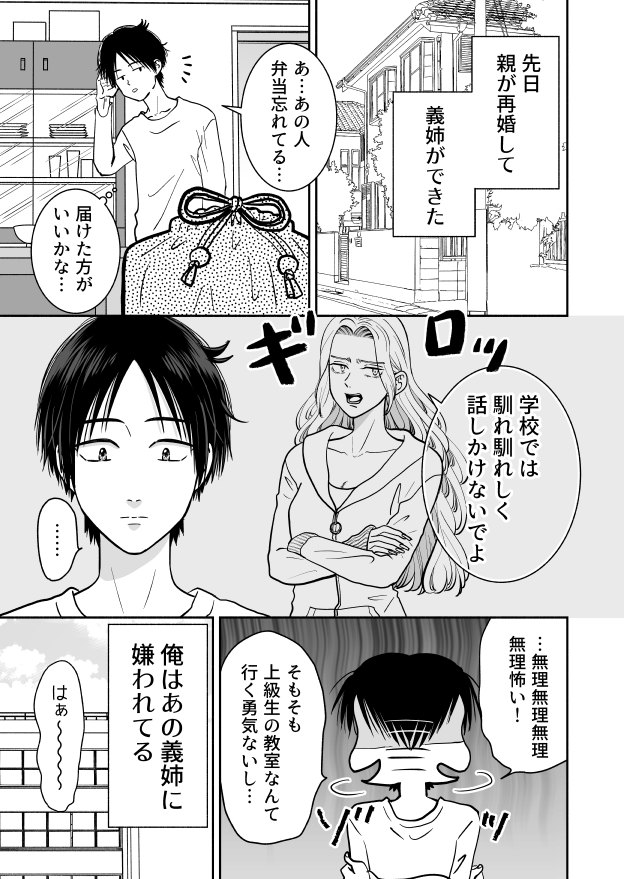 先日
親が再婚して
義姉ができた
あ…あの人
弁当忘れてる…
届けた方が
いいかな…
ギロッ
学校では
馴れ馴れしく
話しかけないでよ
……
…無理無理無理
無理怖い!
そもそも
上級生の教室なんて
行く勇気ないし…
俺はあの義姉に
嫌われてる
はぁ～～～～